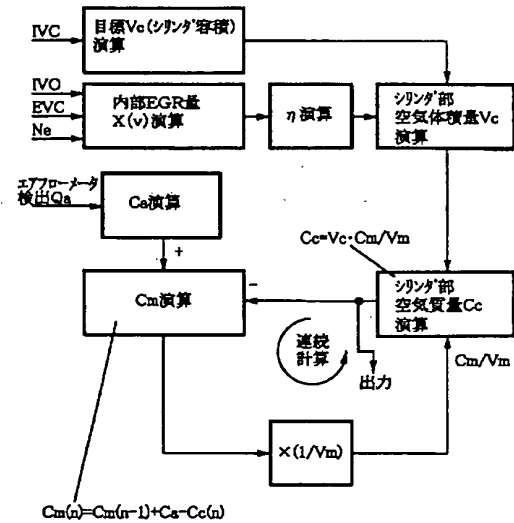 IVC
目標Vc(シリンダ容積)
演算
IVO
EVC
Ne
内部EGR量
X(v)演算
η演算
シリンダ部
空気体積量Vc
演算
エアフローメータ
検出Qa
Ca演算
Cc=Vc・Cm/Vm
+
Cm演算
-
シリンダ部
空気質量Cc
演算
連続
計算
出力
Cm/Vm
×(1/Vm)
Cm(n)=Cm(n-1)+Ca-Cc(n)